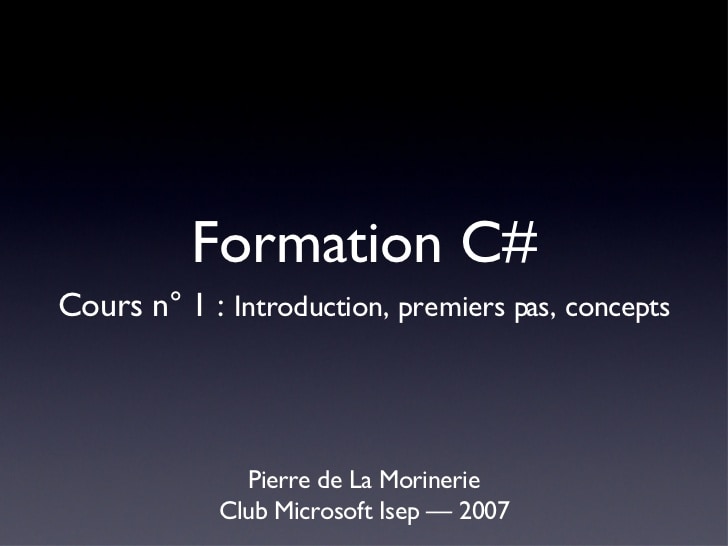 Formation C#
Cours n° 1 : Introduction, premiers pas, concepts
Pierre de La Morinerie
Club Microsoft Isep — 2007